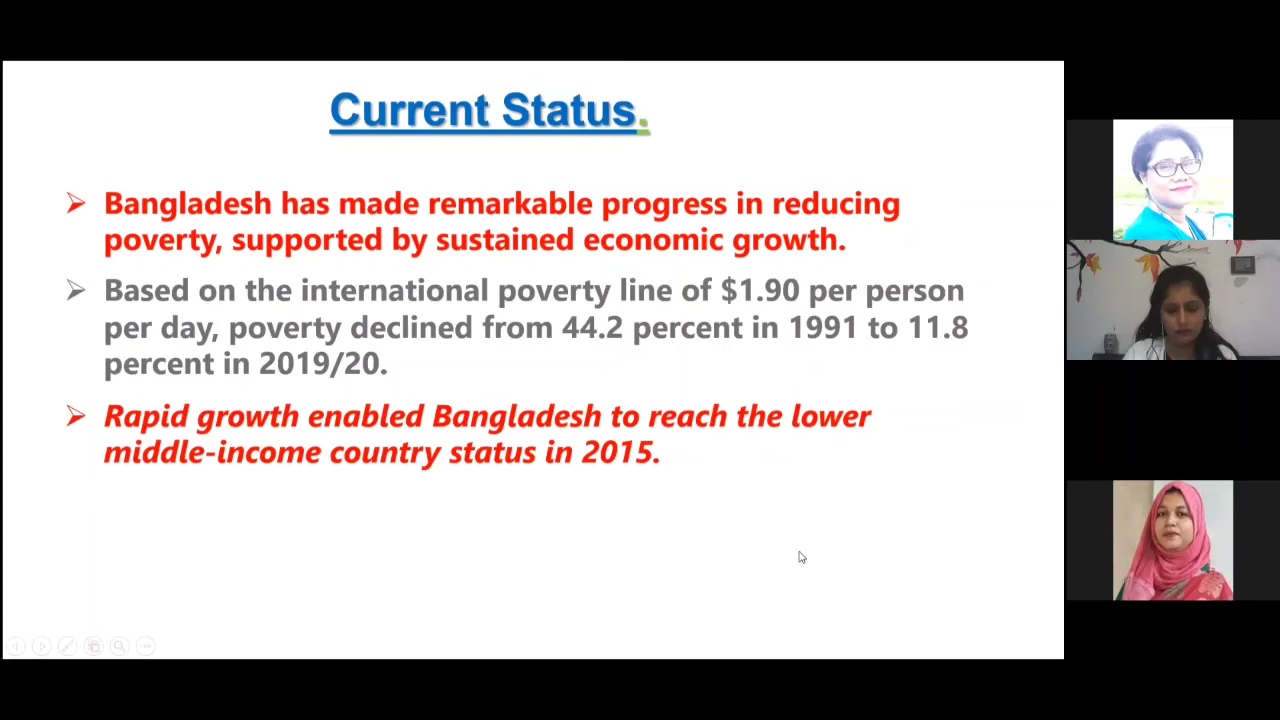 Current Status.
Bangladesh has made remarkable progress in reducing
poverty, supported by sustained economic growth.
Based on the international poverty line of $1.90 per person
per day, poverty declined from 44.2 percent in 1991 to 11.8
percent in 2019/20.
Rapid growth enabled Bangladesh to reach the lower
middle-income country status in 2015.